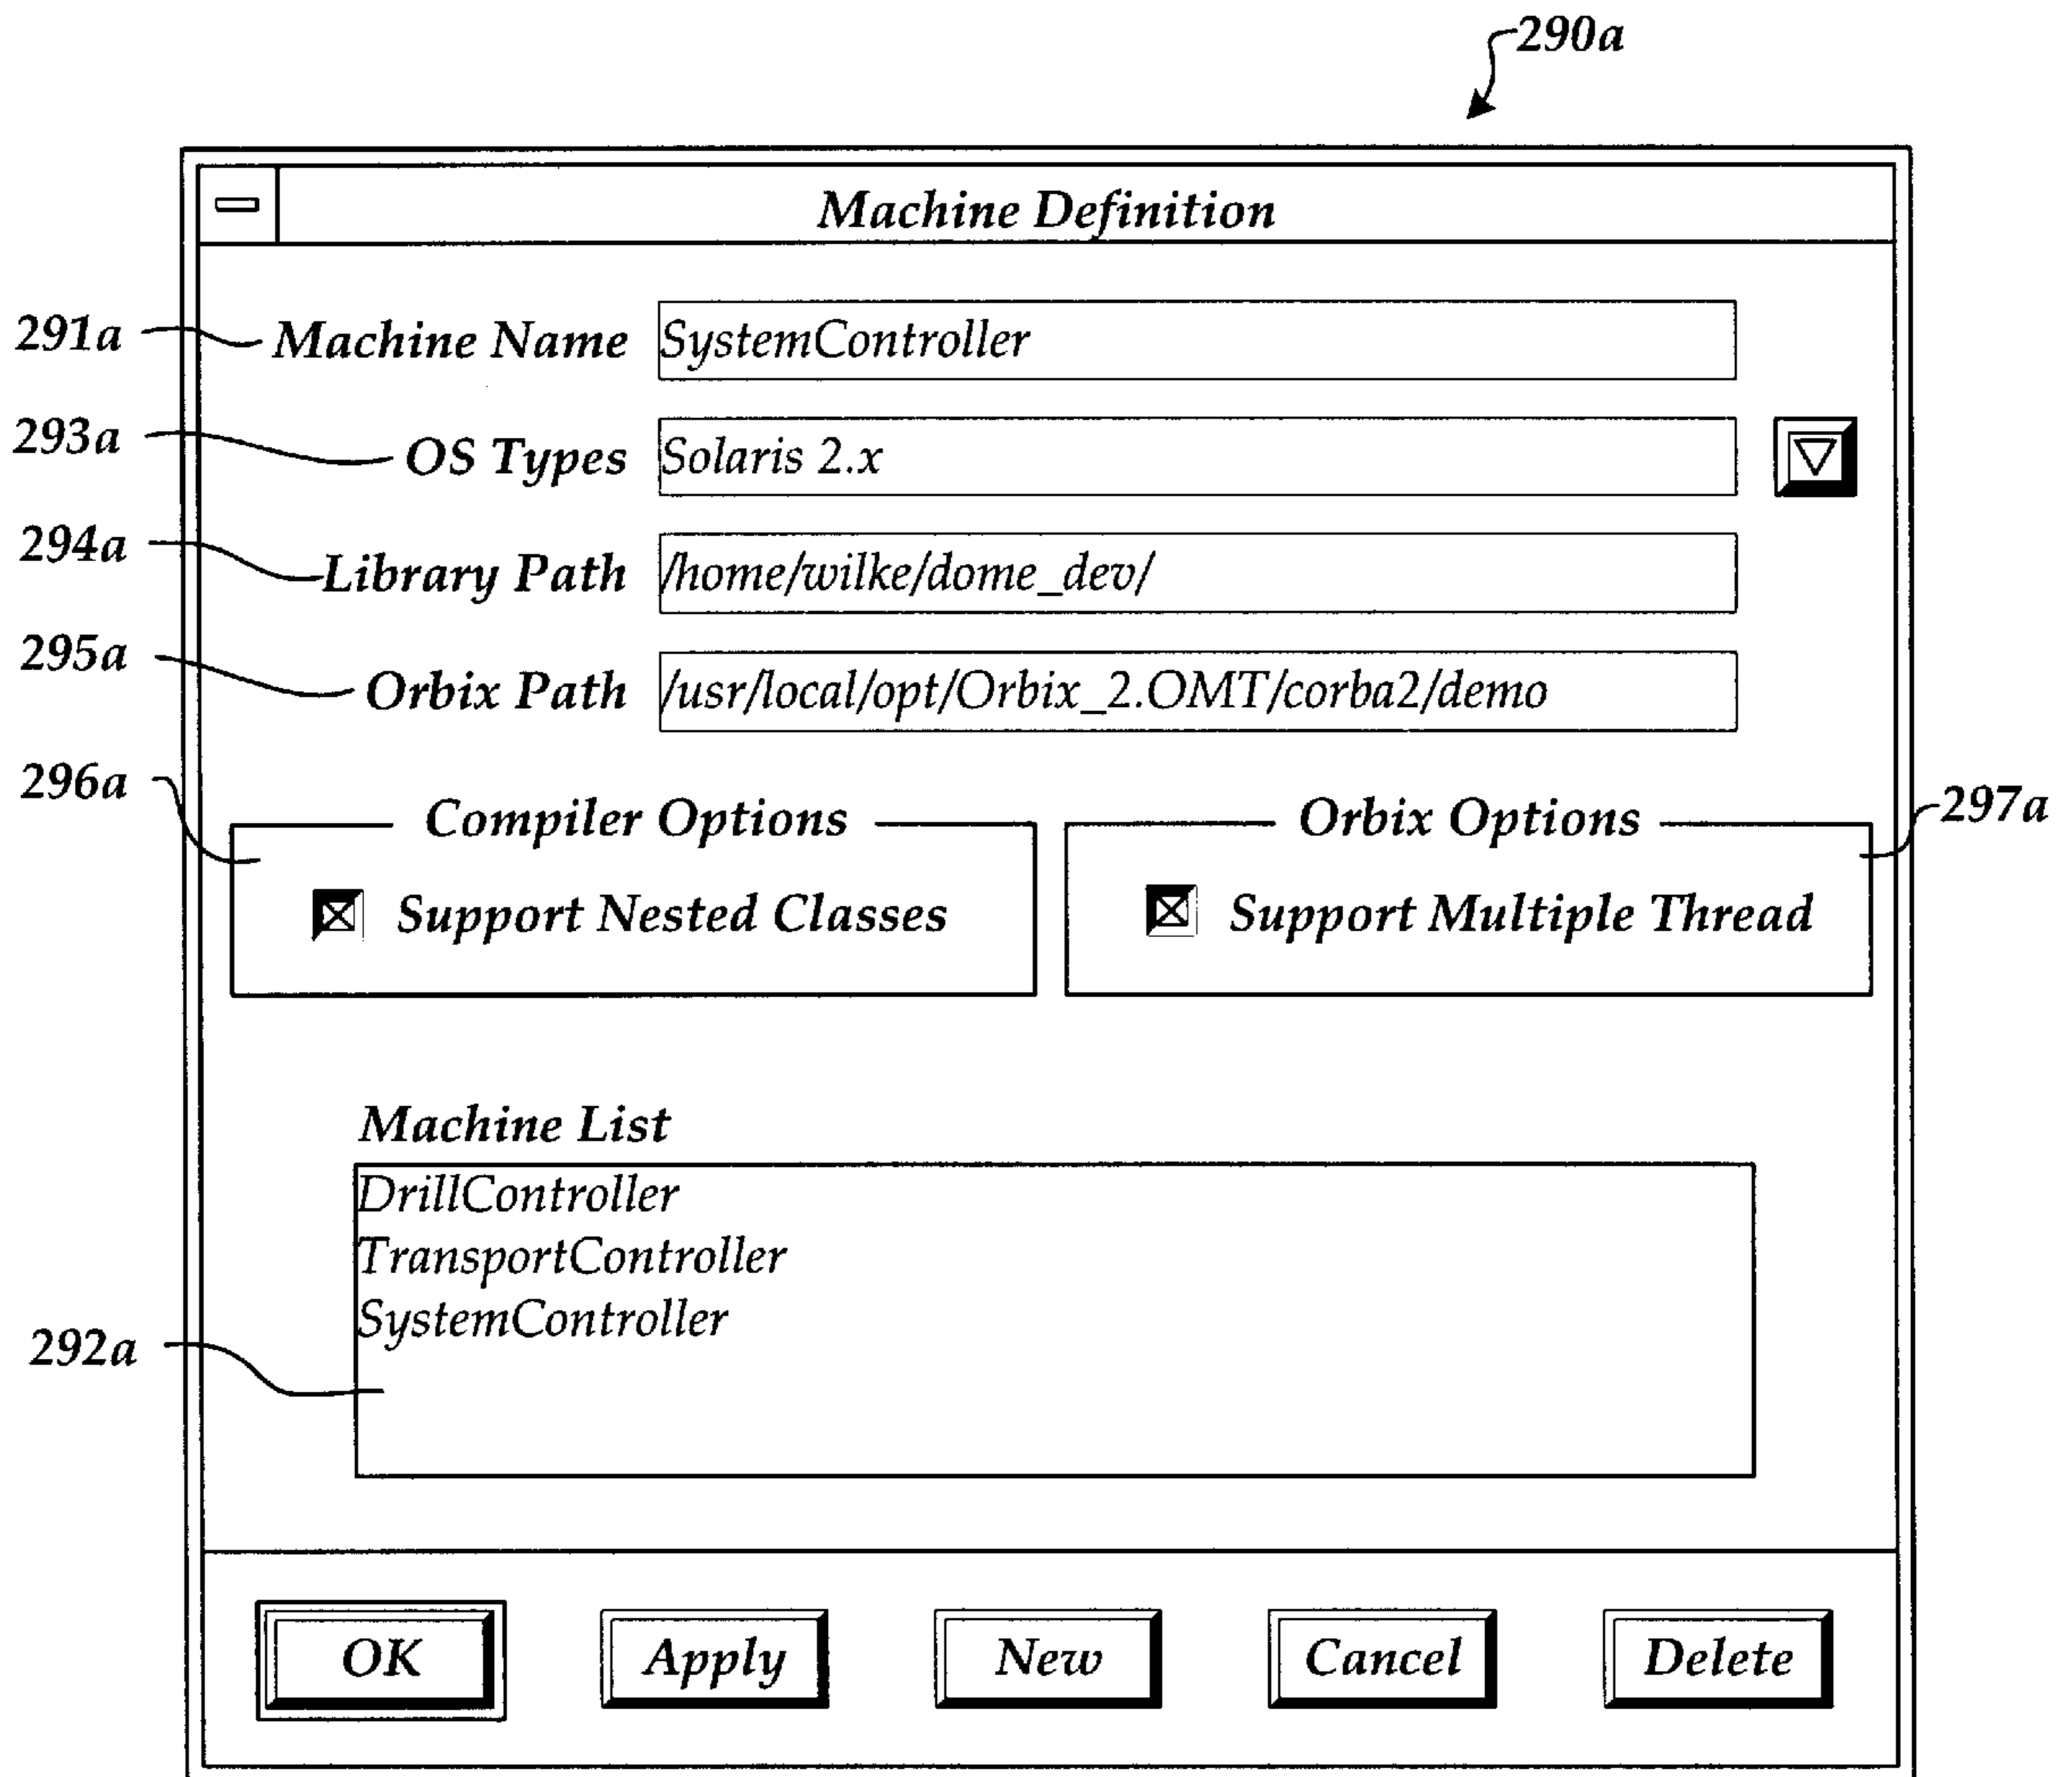 290a
Machine Definition
291a Machine Name SystemController
293a OS Types Solaris 2.x
294a Library Path /home/wilke/dome_dev/
295a Orbix Path /usr/local/opt/Orbix_2.OMT/corba2/demo
296a Compiler Options Orbix Options 297a
Support Nested Classes Support Multiple Thread
Machine List
DrillController
TransportController
SystemController
292a
OK Apply New Cancel Delete